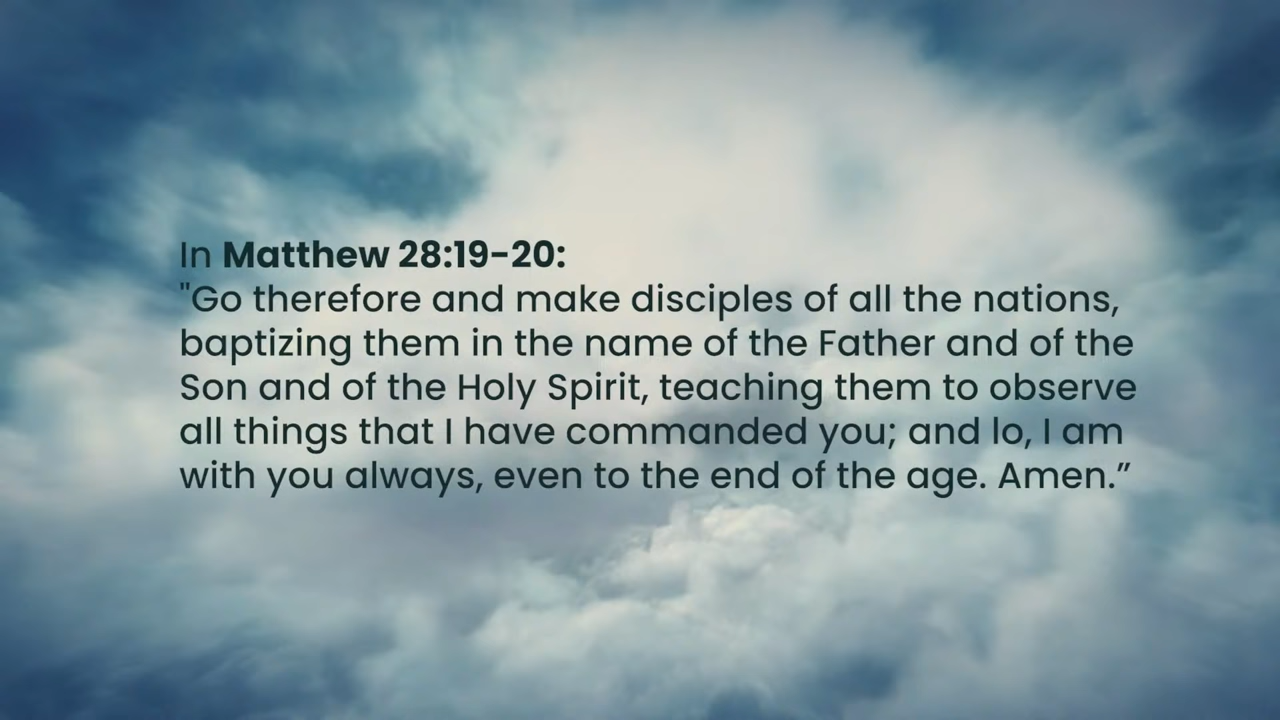 In Matthew 28:19-20:
"Go therefore and make disciples of all the nations,
baptizing them in the name of the Father and of the
Son and of the Holy Spirit, teaching them to observe
all things that I have commanded you; and lo, I am
with you always, even to the end of the age. Amen.”